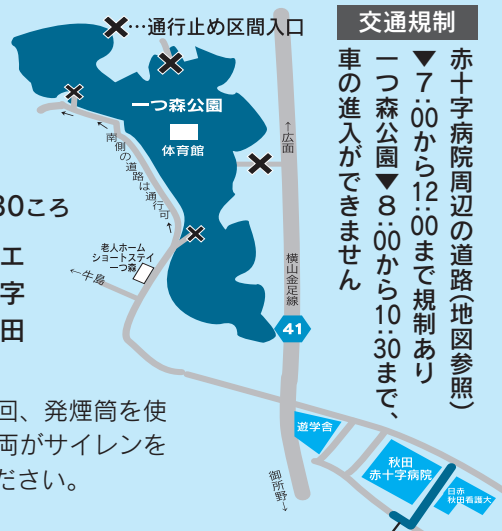 交通規制
赤十字病院周辺の道路(地図参照)
▼7:00から12:00まで規制あり
一つ森公園▼8:00から10:30まで、
車の進入ができません
✕…通行止め区間入口
一つ森公園
体育館
←広面
←南側の道路は通行可→
老人ホーム
ショートステイ
一つ森
←牛島
横山金足線
41
遊学舎
秋田
赤十字病院
日赤
秋田看護大
御所野→
30ころ
エ
字
田
回、発煙筒を使
両がサイレンを
ださい。